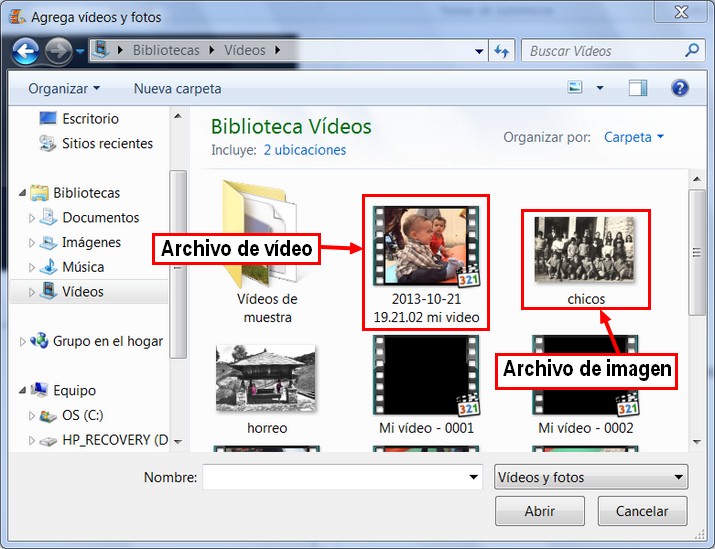 Agrega vídeos y fotos
Bibliotecas
Vídeos
Buscar Vídeos
Organizar
Nueva carpeta
Escritorio
Sitios recientes
Bibliotecas
Documentos
Imágenes
Música
Vídeos
Grupo en el hogar
Equipo
OS (C:)
HP_RECOVERY (D
Biblioteca Vídeos
Incluye: 2 ubicaciones
Organizar por: Carpeta
Archivo de vídeo
Vídeos de
muestra
2013-10-21
19.21.02 mi video
chicos
Archivo de imagen
horreo
Mi vídeo - 0001
Mi vídeo - 0002
321
321
321
Nombre:
Vídeos y fotos
Abrir
Cancelar